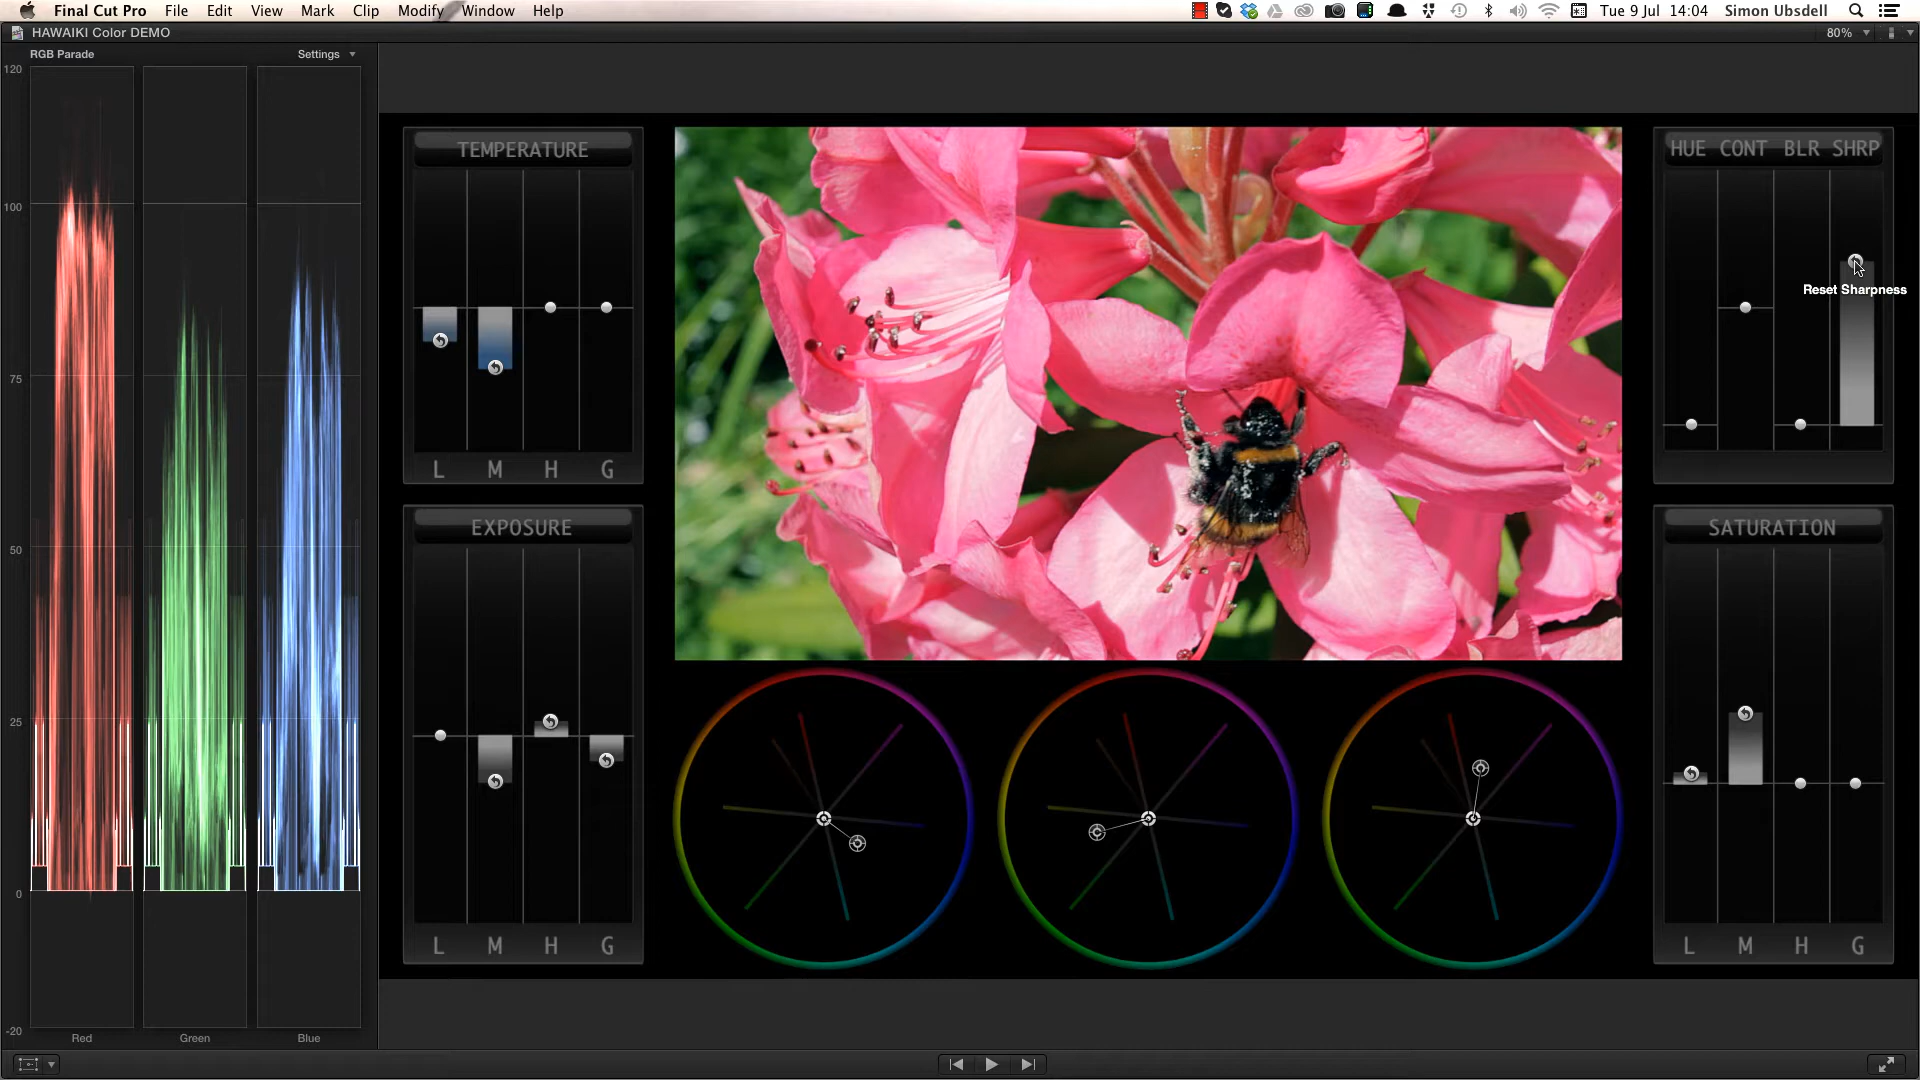 Final Cut Pro File Edit View Mark Clip Modify Window Help
Tue 9 Jul 14:04 Simon Ubsdell
HAWAIKI Color DEMO
80%
RGB Parade
Settings
120
100
75
50
25
0
-20
Red Green Blue
TEMPERATURE
L M H G
EXPOSURE
L M H G
HUE CONT BLR SHRP
Reset Sharpness
SATURATION
L M H G